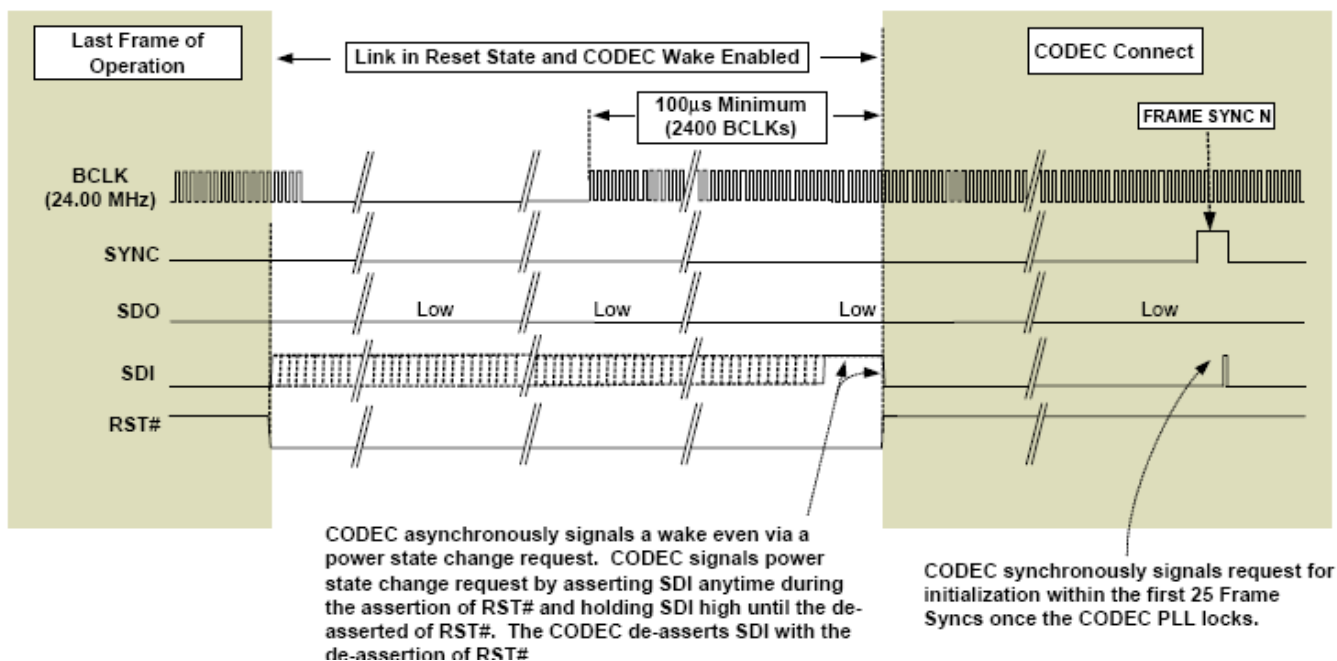 Last Frame of
Operation
Link in Reset State and CODEC Wake Enabled
CODEC Connect
100µs Minimum
(2400 BCLKs)
FRAME SYNC N
BCLK
(24.00 MHz)
SYNC
SDO
Low
Low
Low
Low
SDI
RST#
CODEC asynchronously signals a wake even via a
power state change request. CODEC signals power
state change request by asserting SDI anytime during
the assertion of RST# and holding SDI high until the de-
asserted of RST#. The CODEC de-asserts SDI with the
de-assertion of RST#
CODEC synchronously signals request for
initialization within the first 25 Frame
Syncs once the CODEC PLL locks.